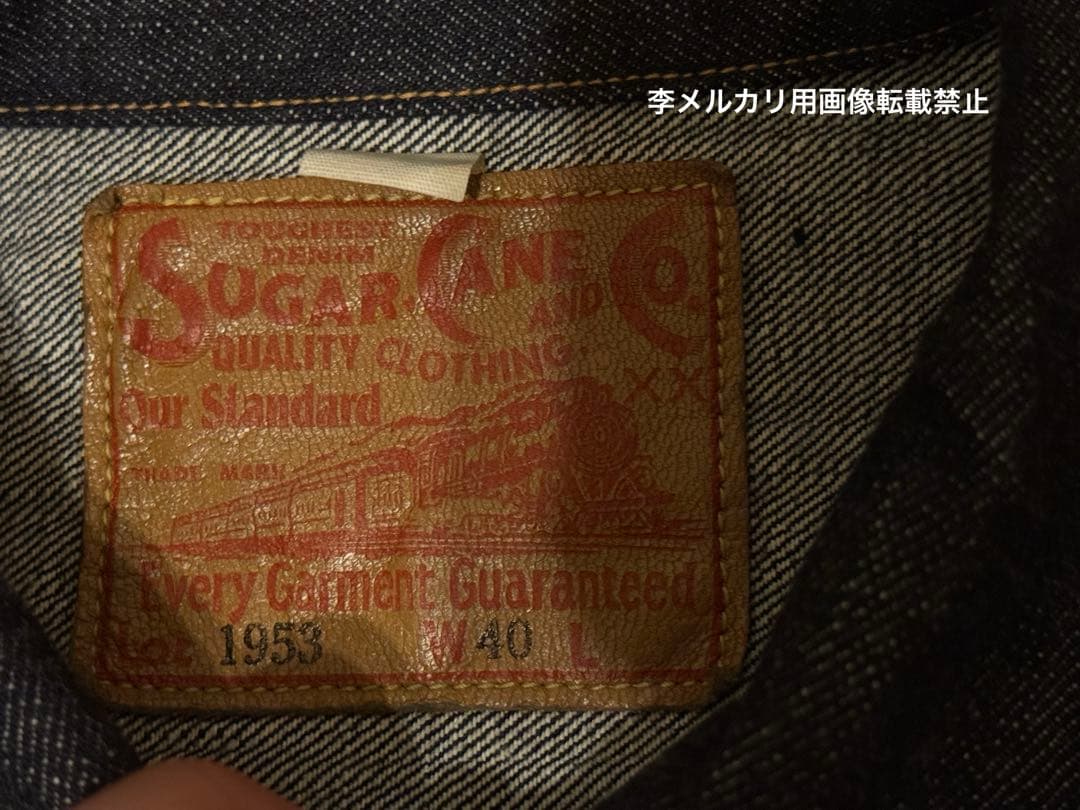 李メルカリ用画像転載禁止
TOUGHEST
DENIM
SUGAR CANE CO.
AND
QUALITY CLOTHING
XX
Our Standard
TRADE MARK
Every Garment Guaranteed
Lot 1953 W 40 L